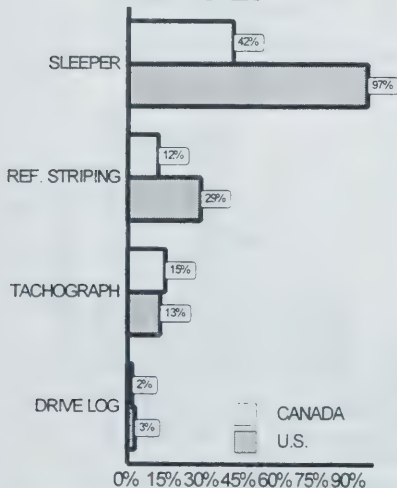 42%
SLEEPER
97%
12%
REF. STRIPING
29%
15%
TACHOGRAPH
13%
2%
DRIVE LOG
3%
CANADA
U.S.
0% 15% 30% 45% 60% 75% 90%